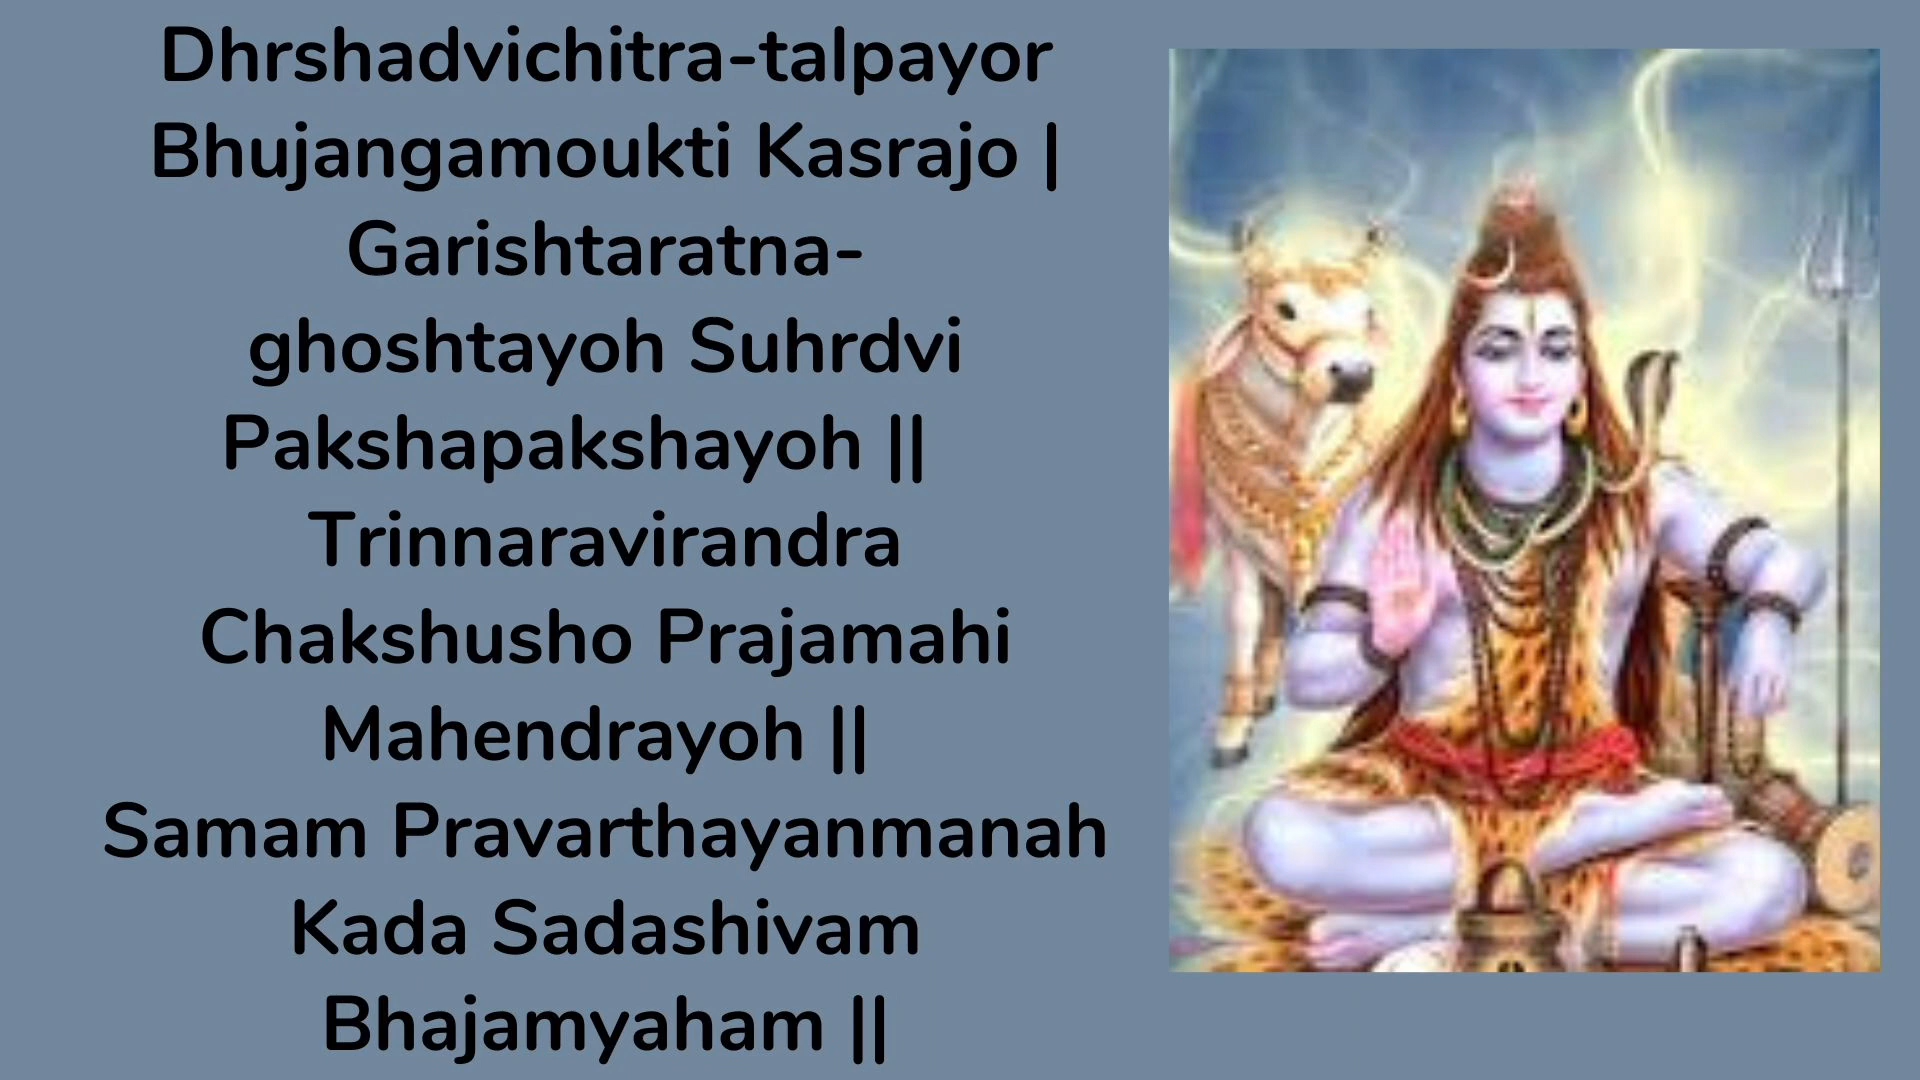 Dhrshadvichitra-talpayor
Bhujangamoukti Kasrajo |
Garishtaratna-
ghoshtayoh Suhrdvi
Pakshapakshayoh ||
Trinnaravirandra
Chakshusho Prajamahi
Mahendrayoh ||
Samam Pravarthayanmanah
Kada Sadashivam
Bhajamyaham ||